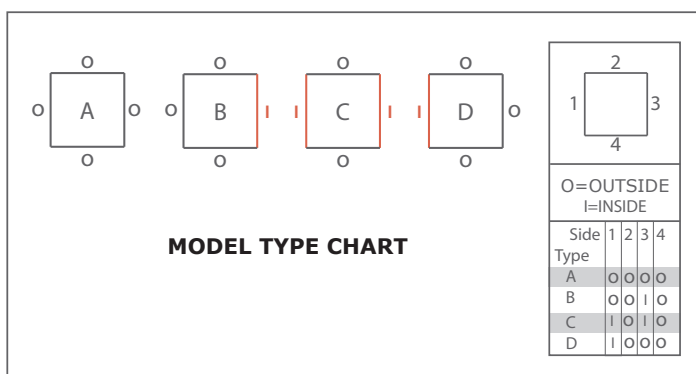 O O O O
O A O O B I I C I I D O
O O O O
MODEL TYPE CHART
2
1 3
4
O=OUTSIDE
I=INSIDE
Side 1 2 3 4
Type
A O O O O
B O O I O
C I O I O
D I O O O